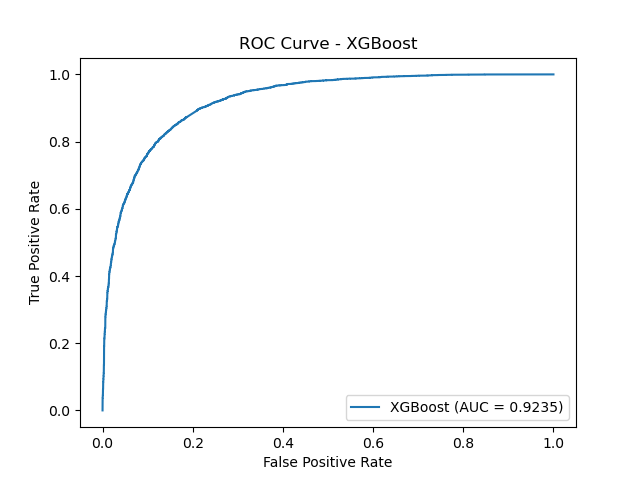 ROC Curve - XGBoost
True Positive Rate
1.0
0.8
0.6
0.4
0.2
0.0
XGBoost (AUC = 0.9235)
0.0 0.2 0.4 0.6 0.8 1.0
False Positive Rate